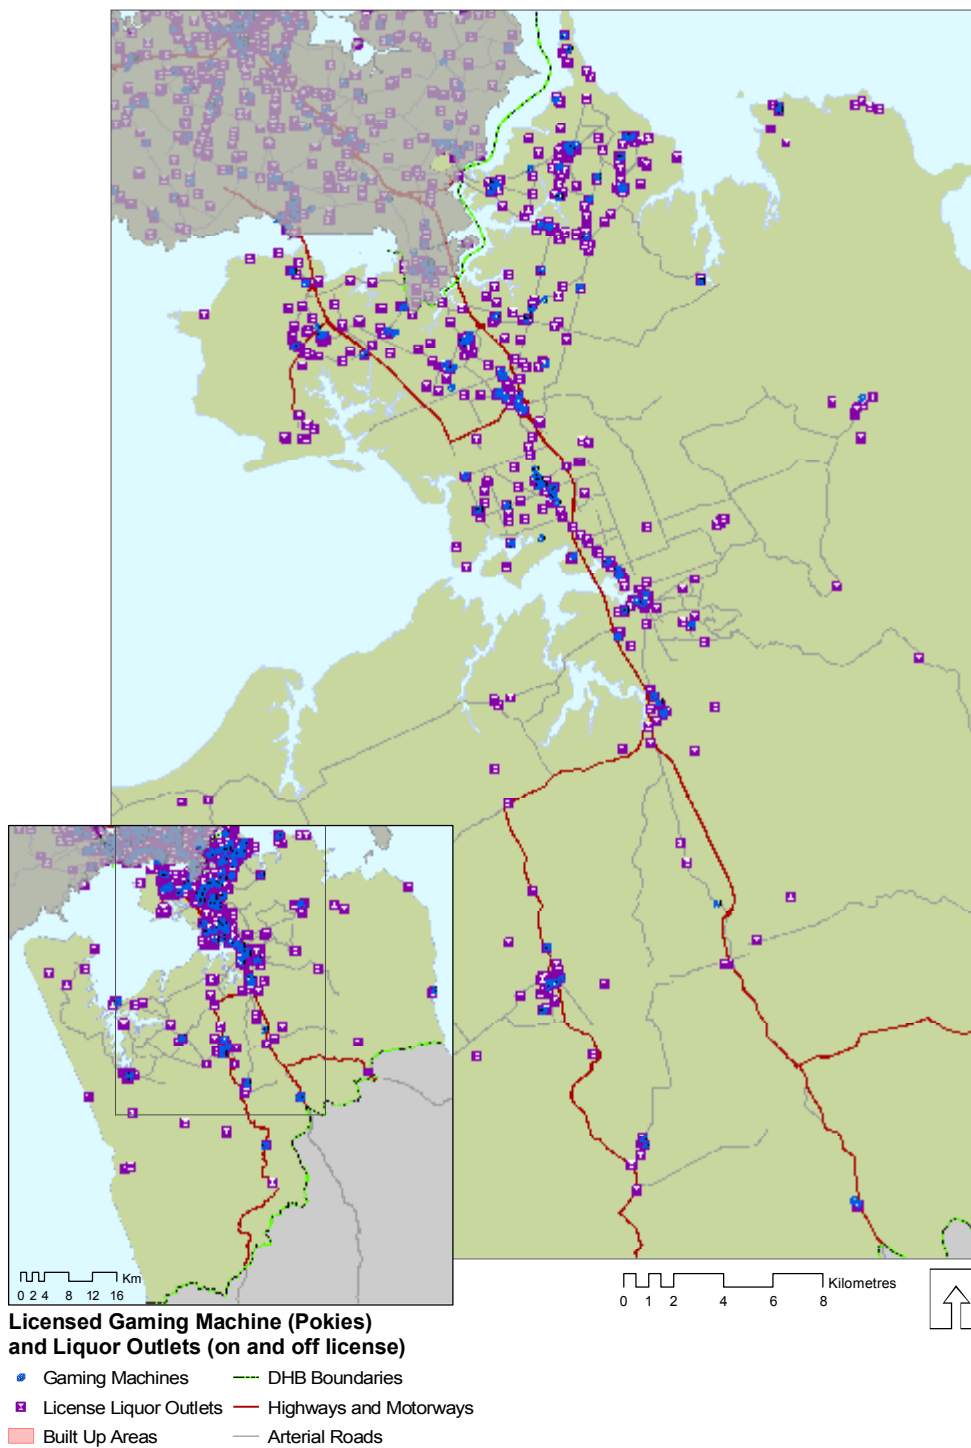 Km
0 2 4 8 12 16
Kilometres
0 1 2 4 6 8
Licensed Gaming Machine (Pokies)
and Liquor Outlets (on and off license)
Gaming Machines
DHB Boundaries
License Liquor Outlets
Highways and Motorways
Built Up Areas
Arterial Roads